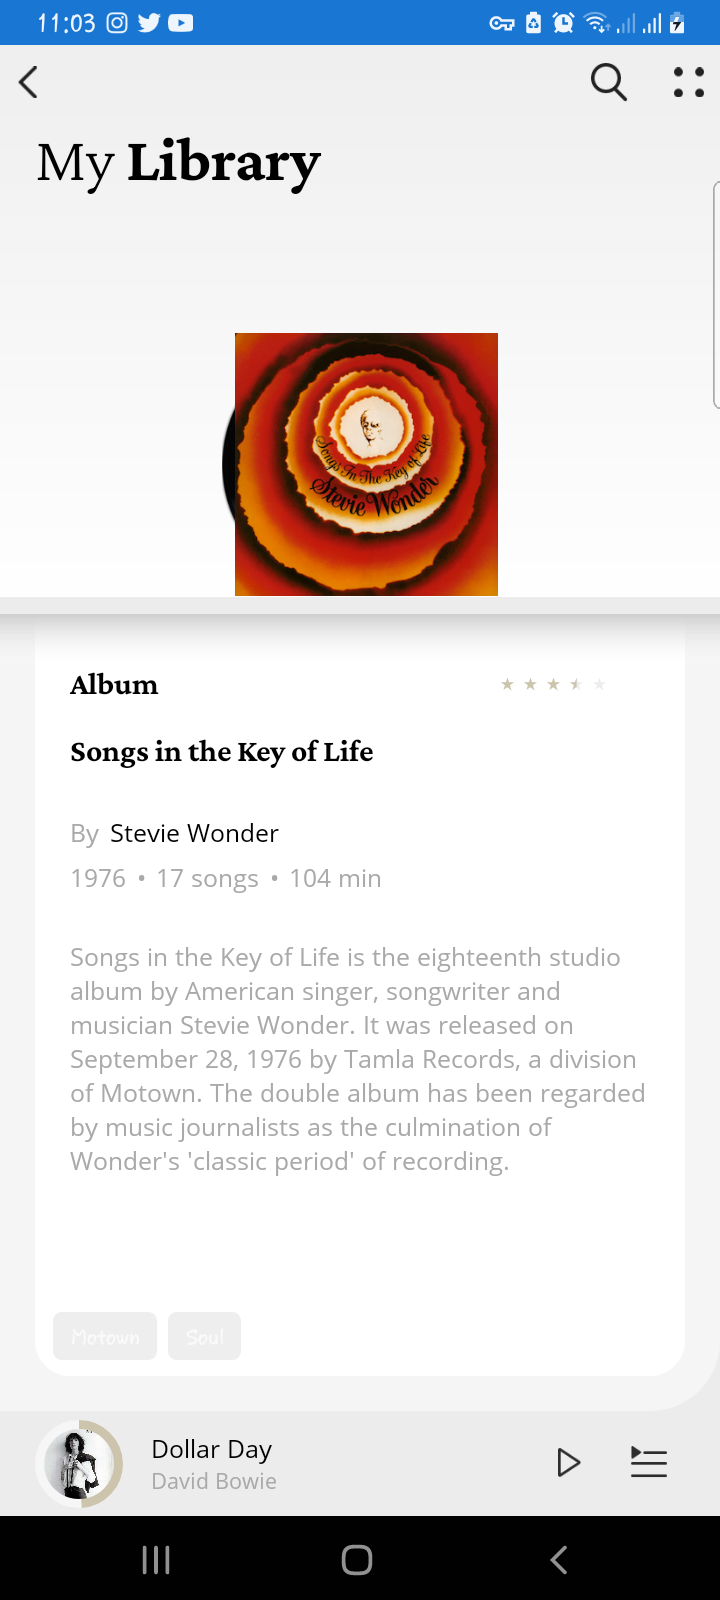 11:03
My Library
Songs In The Key of Life
Stevie Wonder
Album
Songs in the Key of Life
By Stevie Wonder
1976 • 17 songs • 104 min
Songs in the Key of Life is the eighteenth studio
album by American singer, songwriter and
musician Stevie Wonder. It was released on
September 28, 1976 by Tamla Records, a division
of Motown. The double album has been regarded
by music journalists as the culmination of
Wonder's 'classic period' of recording.
Motown Soul
Dollar Day
David Bowie